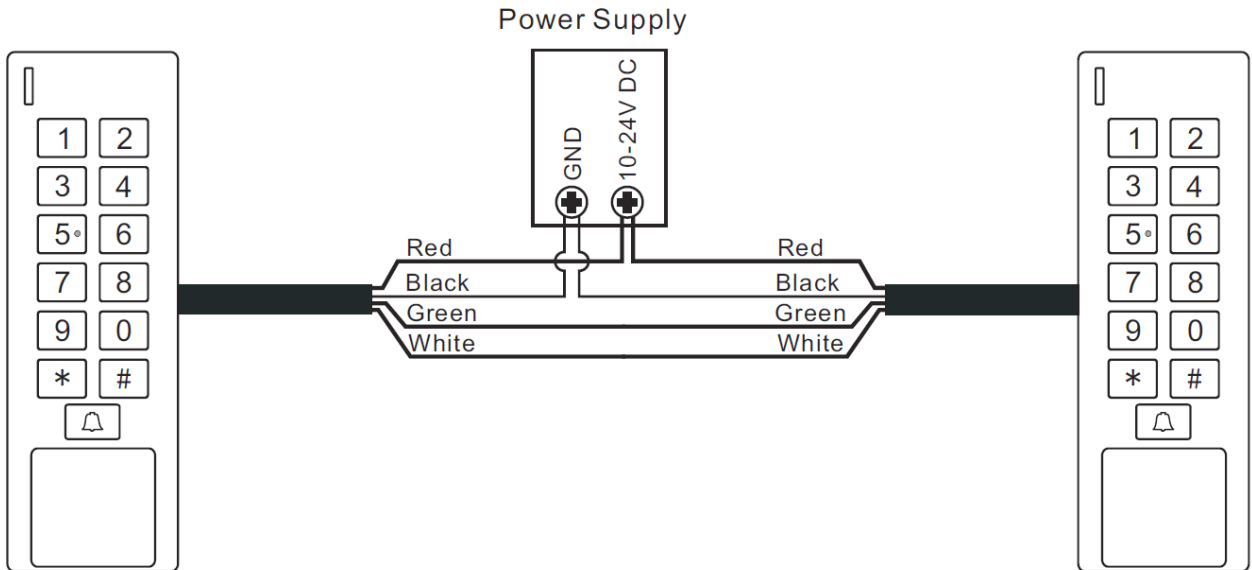 Power Supply
GND
10-24V DC
1 2
3 4
5 6
7 8
9 0
* #
Red
Black
Green
White
Red
Black
Green
White
1 2
3 4
5 6
7 8
9 0
* #